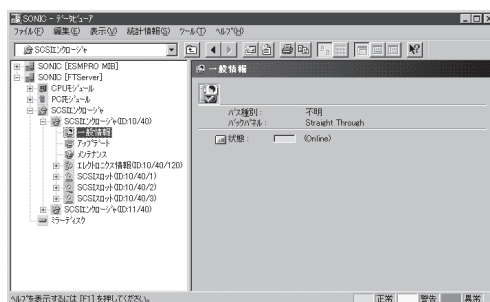 SONIC - データビューア
ファイル(F) 編集(E) 表示(V) 統計情報(S) ツール(T) ヘルプ(H)
SCSIエンクロージャ
SONIC [ESMPRO MIB]
SONIC [FTServer]
CPUモジュール
PCIモジュール
SCSIエンクロージャ
SCSIエンクロージャ(ID:10/40)
一般情報
アップデート
メンテナンス
エレクトロニクス情報(ID:10/40/120)
SCSIスロット(ID:10/40/1)
SCSIスロット(ID:10/40/2)
SCSIスロット(ID:10/40/3)
SCSIエンクロージャ(ID:11/40)
ミラーディスク
一般情報
バス種別 : 不明
バックパネル : Straight Through
状態 : (Online)
ヘルプを表示するには [F1] を押してください。
正常 警告 異常